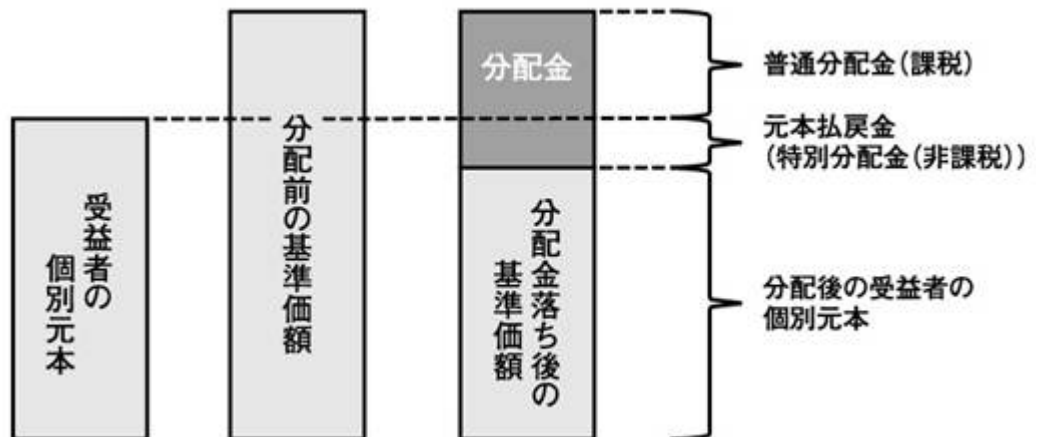 受益者の
個別元本
分配前の基準価額
分配金
分配金落ち後の
基準価額
普通分配金(課税)
元本払戻金
(特別分配金(非課税))
分配後の受益者の
個別元本